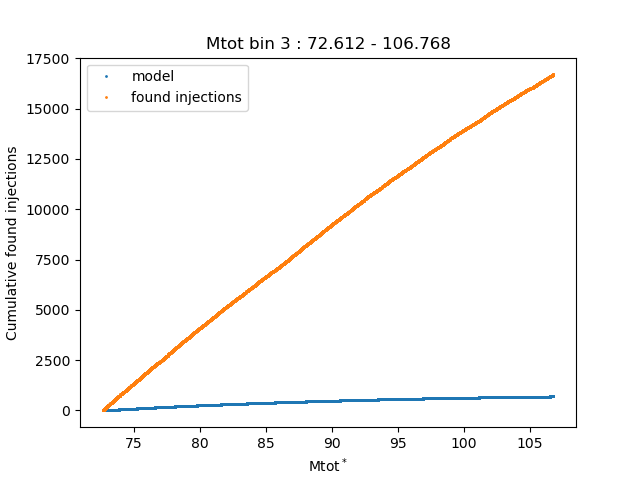 Mtot bin 3 : 72.612 - 106.768
model
found injections
17500
15000
12500
10000
7500
5000
2500
0
Cumulative found injections
75 80 85 90 95 100 105
Mtot*